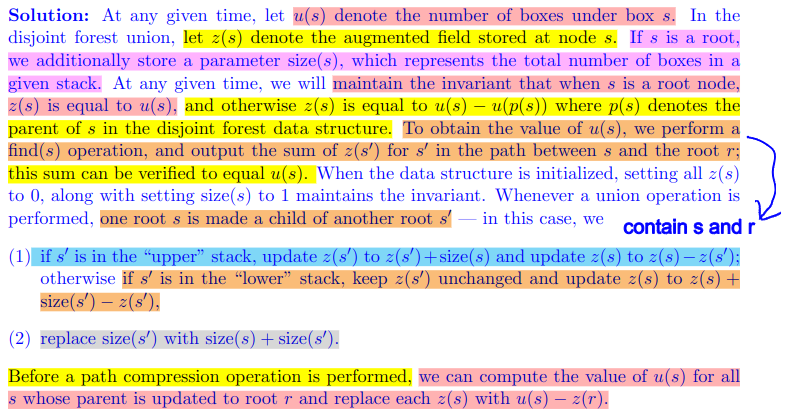 Solution: At any given time, let u(s) denote the number of boxes under box s. In the
disjoint forest union, let z(s) denote the augmented field stored at node s. If s is a root,
we additionally store a parameter size(s), which represents the total number of boxes in a
given stack. At any given time, we will maintain the invariant that when s is a root node,
z(s) is equal to u(s), and otherwise z(s) is equal to u(s) − u(p(s)) where p(s) denotes the
parent of s in the disjoint forest data structure. To obtain the value of u(s), we perform a
find(s) operation, and output the sum of z(s′) for s′ in the path between s and the root r;
this sum can be verified to equal u(s). When the data structure is initialized, setting all z(s)
to 0, along with setting size(s) to 1 maintains the invariant. Whenever a union operation is
performed, one root s is made a child of another root s′ — in this case, we
contain s and r
(1) if s′ is in the “upper” stack, update z(s′) to z(s′)+size(s) and update z(s) to z(s)−z(s′);
otherwise if s′ is in the “lower” stack, keep z(s′) unchanged and update z(s) to z(s) +
size(s′) − z(s′),
(2) replace size(s′) with size(s) + size(s′).
Before a path compression operation is performed, we can compute the value of u(s) for all
s whose parent is updated to root r and replace each z(s) with u(s) − z(r).